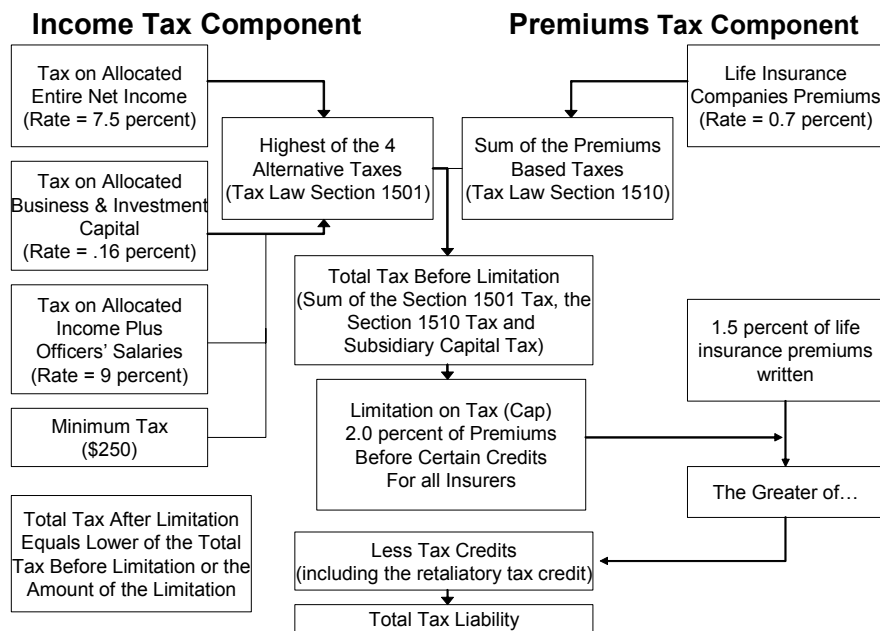 Income Tax Component
Premiums Tax Component
Tax on Allocated
Entire Net Income
(Rate = 7.5 percent)
Life Insurance
Companies Premiums
(Rate = 0.7 percent)
Highest of the 4
Alternative Taxes
(Tax Law Section 1501)
Sum of the Premiums
Based Taxes
(Tax Law Section 1510)
Tax on Allocated
Business & Investment
Capital
(Rate = .16 percent)
Total Tax Before Limitation
(Sum of the Section 1501 Tax, the
Section 1510 Tax and
Subsidiary Capital Tax)
Tax on Allocated
Income Plus
Officers’ Salaries
(Rate = 9 percent)
1.5 percent of life
insurance premiums
written
Minimum Tax
($250)
Limitation on Tax (Cap)
2.0 percent of Premiums
Before Certain Credits
For all Insurers
The Greater of…
Total Tax After Limitation
Equals Lower of the Total
Tax Before Limitation or the
Amount of the Limitation
Less Tax Credits
(including the retaliatory tax credit)
Total Tax Liability